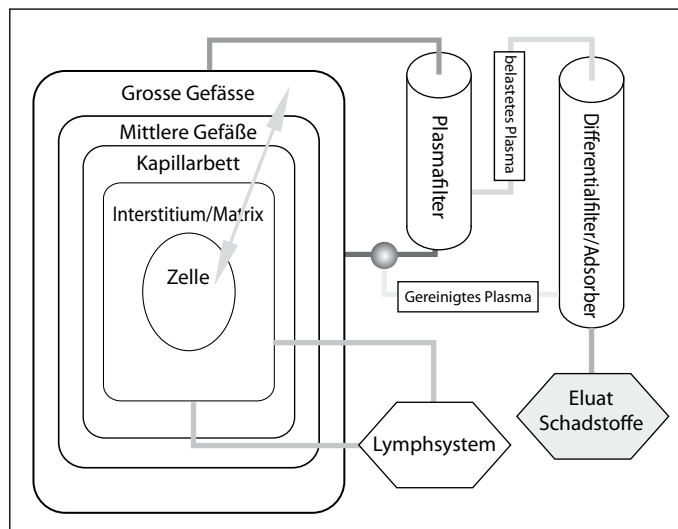 Grosse Gefässe
Mittlere Gefäße
Kapillarbett
Interstitium/Matrix
Zelle
Plasmafilter
belastetes Plasma
Differentialfilter/Adsorber
Gereinigtes Plasma
Lymphsystem
Eluat
Schadstoffe